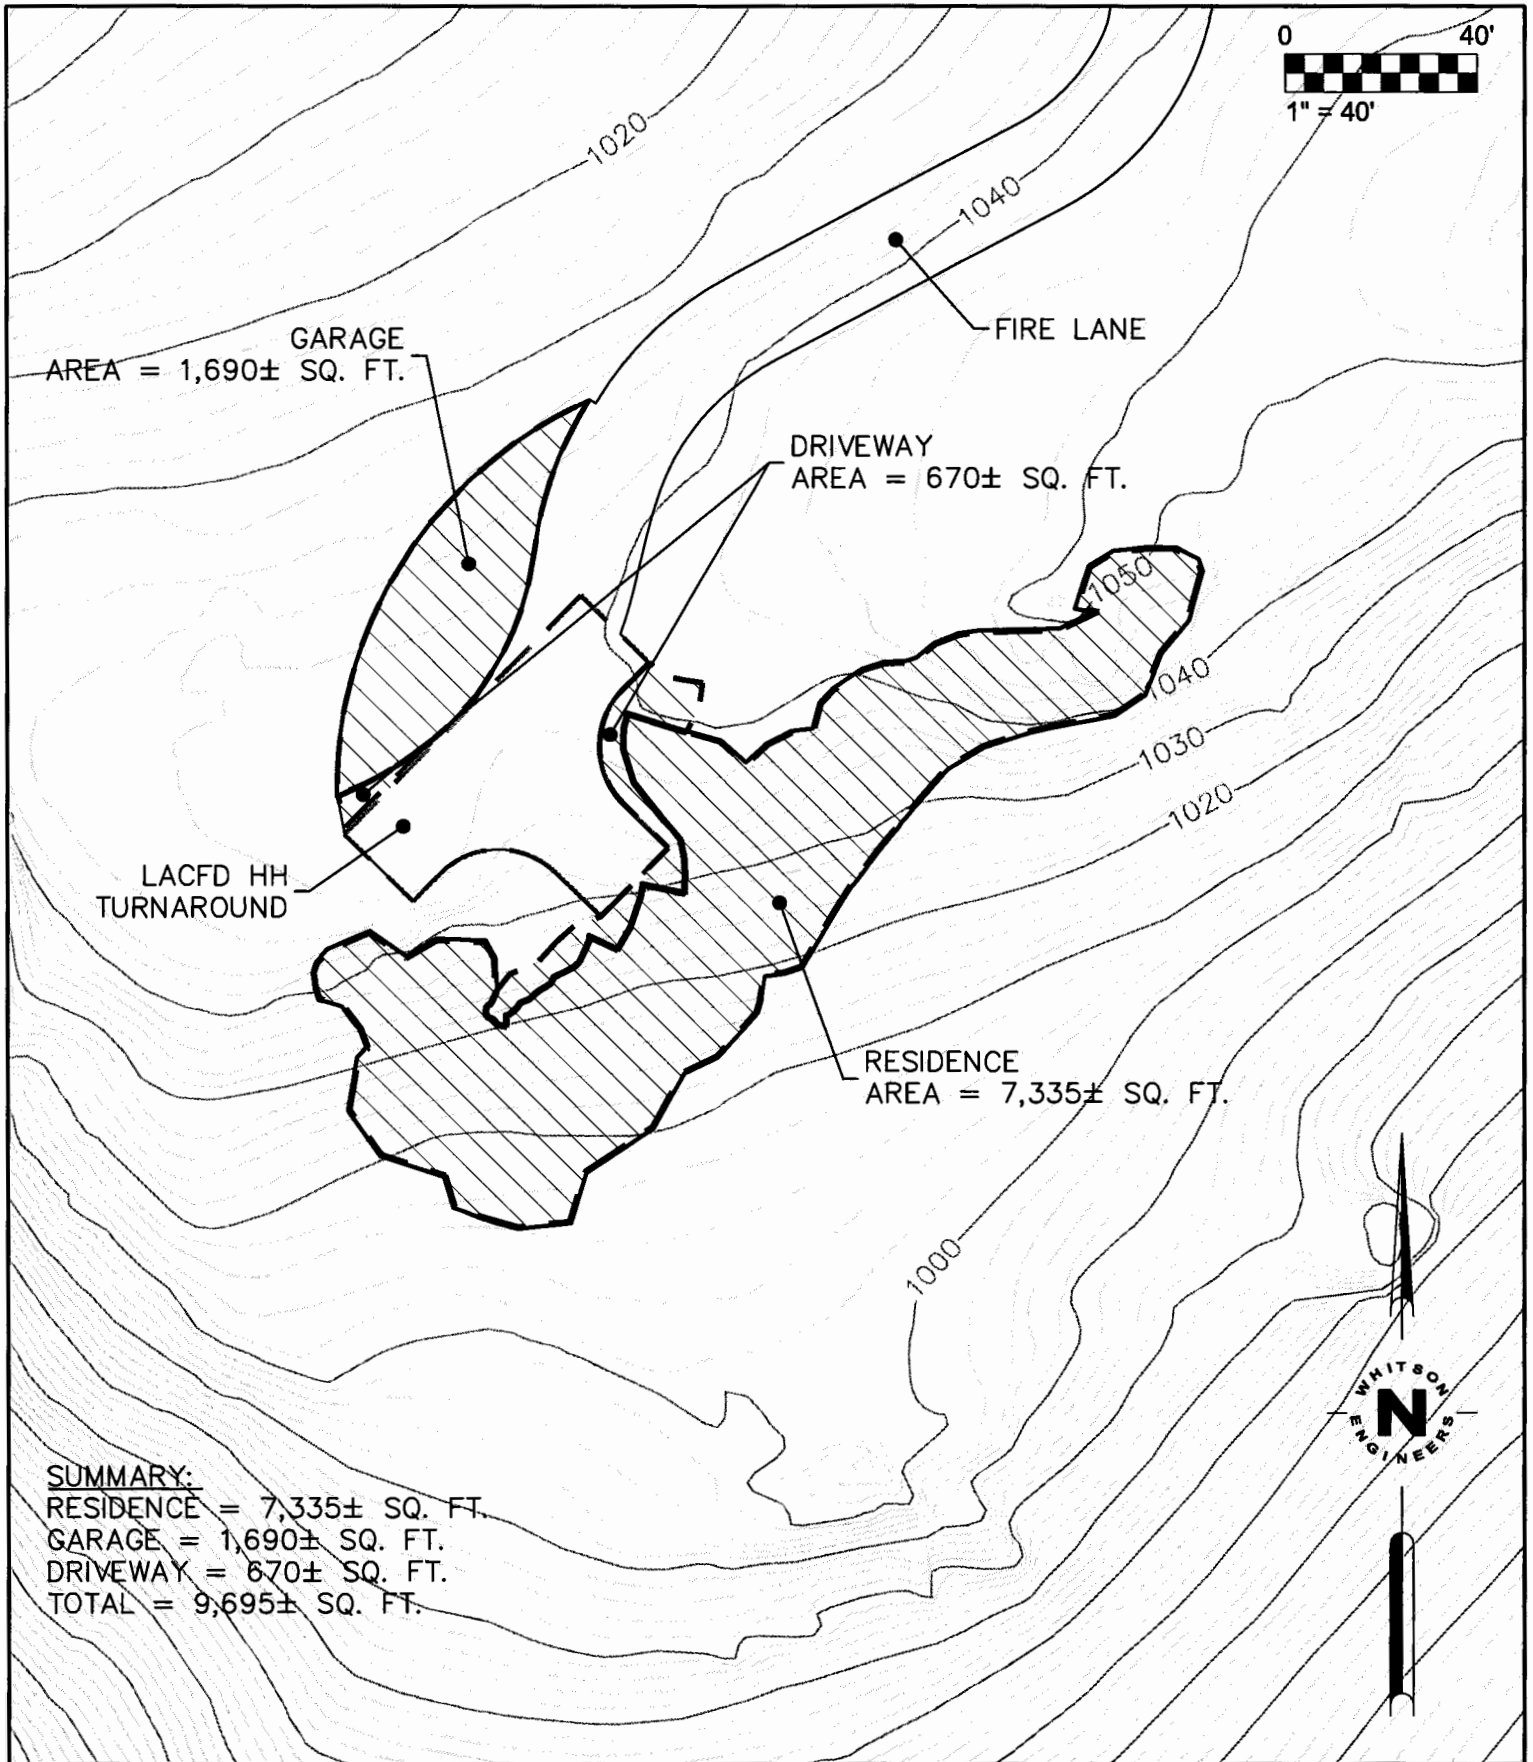 0 40'
1" = 40'
1020
1040
FIRE LANE
GARAGE
AREA = 1,690± SQ. FT.
DRIVEWAY
AREA = 670± SQ. FT.
1050
1040
1030
1020
LACFD HH
TURNAROUND
RESIDENCE
AREA = 7,335± SQ. FT.
1000
WHITSON
N
ENGINEERS
SUMMARY:
RESIDENCE = 7,335± SQ. FT.
GARAGE = 1,690± SQ. FT.
DRIVEWAY = 670± SQ. FT.
TOTAL = 9,695± SQ. FT.